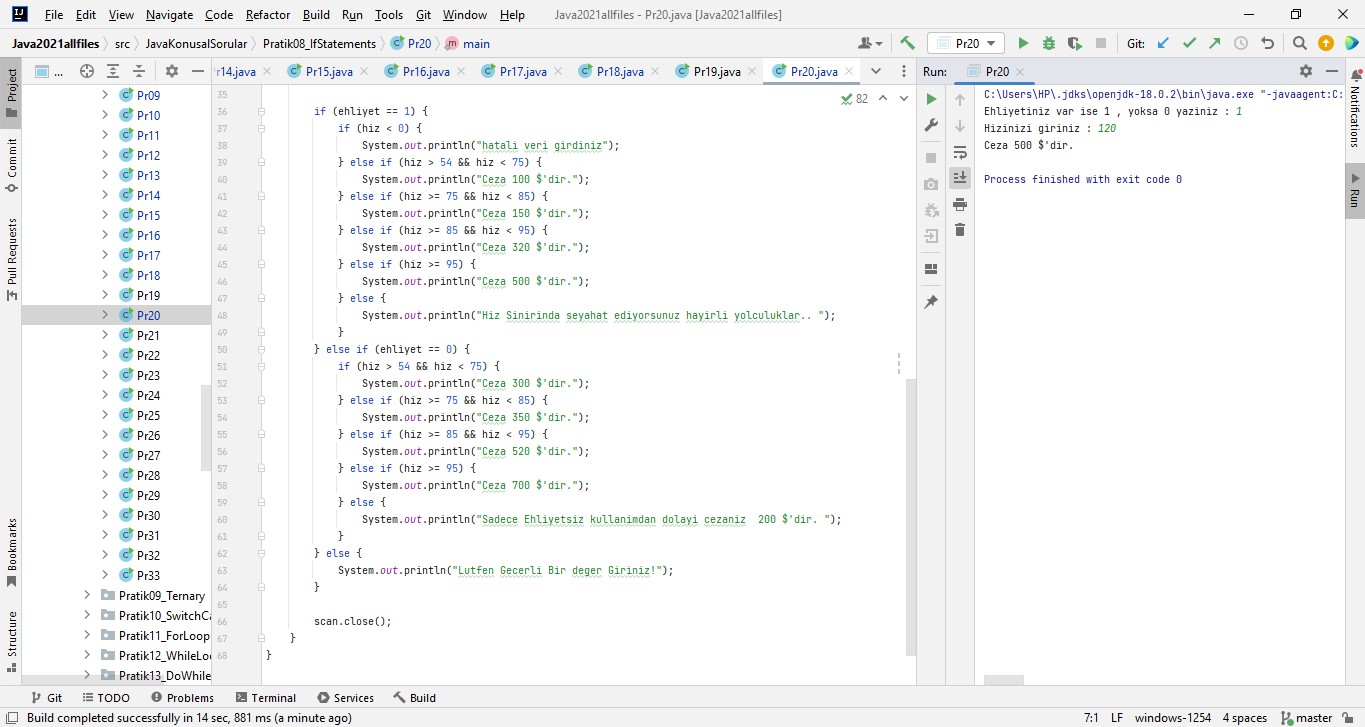 File Edit View Navigate Code Refactor Build Run Tools Git Window Help Java2021allfiles - Pr20.java [Java2021allfiles]
Java2021allfiles src JavaKonusalSorular Pratik08_IfStatements Pr20 main Pr20 Git:
Project
Commit
Pull Requests
Bookmarks
Structure
...
r14.java Pr15.java Pr16.java Pr17.java Pr18.java Pr19.java Pr20.java
Pr09
Pr10
Pr11
Pr12
Pr13
Pr14
Pr15
Pr16
Pr17
Pr18
Pr19
Pr20
Pr21
Pr22
Pr23
Pr24
Pr25
Pr26
Pr27
Pr28
Pr29
Pr30
Pr31
Pr32
Pr33
Pratik09_Ternary
Pratik10_SwitchCa
Pratik11_ForLoop
Pratik12_WhileLoo
Pratik13_DoWhile
82
35
36 if (ehliyet == 1) {
37 if (hiz < 0) {
38 System.out.println("hatali veri girdiniz");
39 } else if (hiz > 54 && hiz < 75) {
40 System.out.println("Ceza 100 $'dir.");
41 } else if (hiz >= 75 && hiz < 85) {
42 System.out.println("Ceza 150 $'dir.");
43 } else if (hiz >= 85 && hiz < 95) {
44 System.out.println("Ceza 320 $'dir.");
45 } else if (hiz >= 95) {
46 System.out.println("Ceza 500 $'dir.");
47 } else {
48 System.out.println("Hiz Sinirinda seyahat ediyorsunuz hayirli yolculuklar.. ");
49 }
50 } else if (ehliyet == 0) {
51 if (hiz > 54 && hiz < 75) {
52 System.out.println("Ceza 300 $'dir.");
53 } else if (hiz >= 75 && hiz < 85) {
54 System.out.println("Ceza 350 $'dir.");
55 } else if (hiz >= 85 && hiz < 95) {
56 System.out.println("Ceza 520 $'dir.");
57 } else if (hiz >= 95) {
58 System.out.println("Ceza 700 $'dir.");
59 } else {
60 System.out.println("Sadece Ehliyetsiz kullanimdan dolayi cezaniz  200 $'dir. ");
61 }
62 } else {
63 System.out.println("Lutfen Gecerli Bir deger Giriniz!");
64 }
65
66 scan.close();
67 }
68 }
Run: Pr20
C:\Users\HP\.jdks\openjdk-18.0.2\bin\java.exe "-javaagent:C:
Ehliyetiniz var ise 1 , yoksa 0 yaziniz : 1
Hizinizi giriniz : 120
Ceza 500 $'dir.
Process finished with exit code 0
Notifications
Run
Git TODO Problems Terminal Services Build
Build completed successfully in 14 sec, 881 ms (a minute ago) 7:1 LF windows-1254 4 spaces master